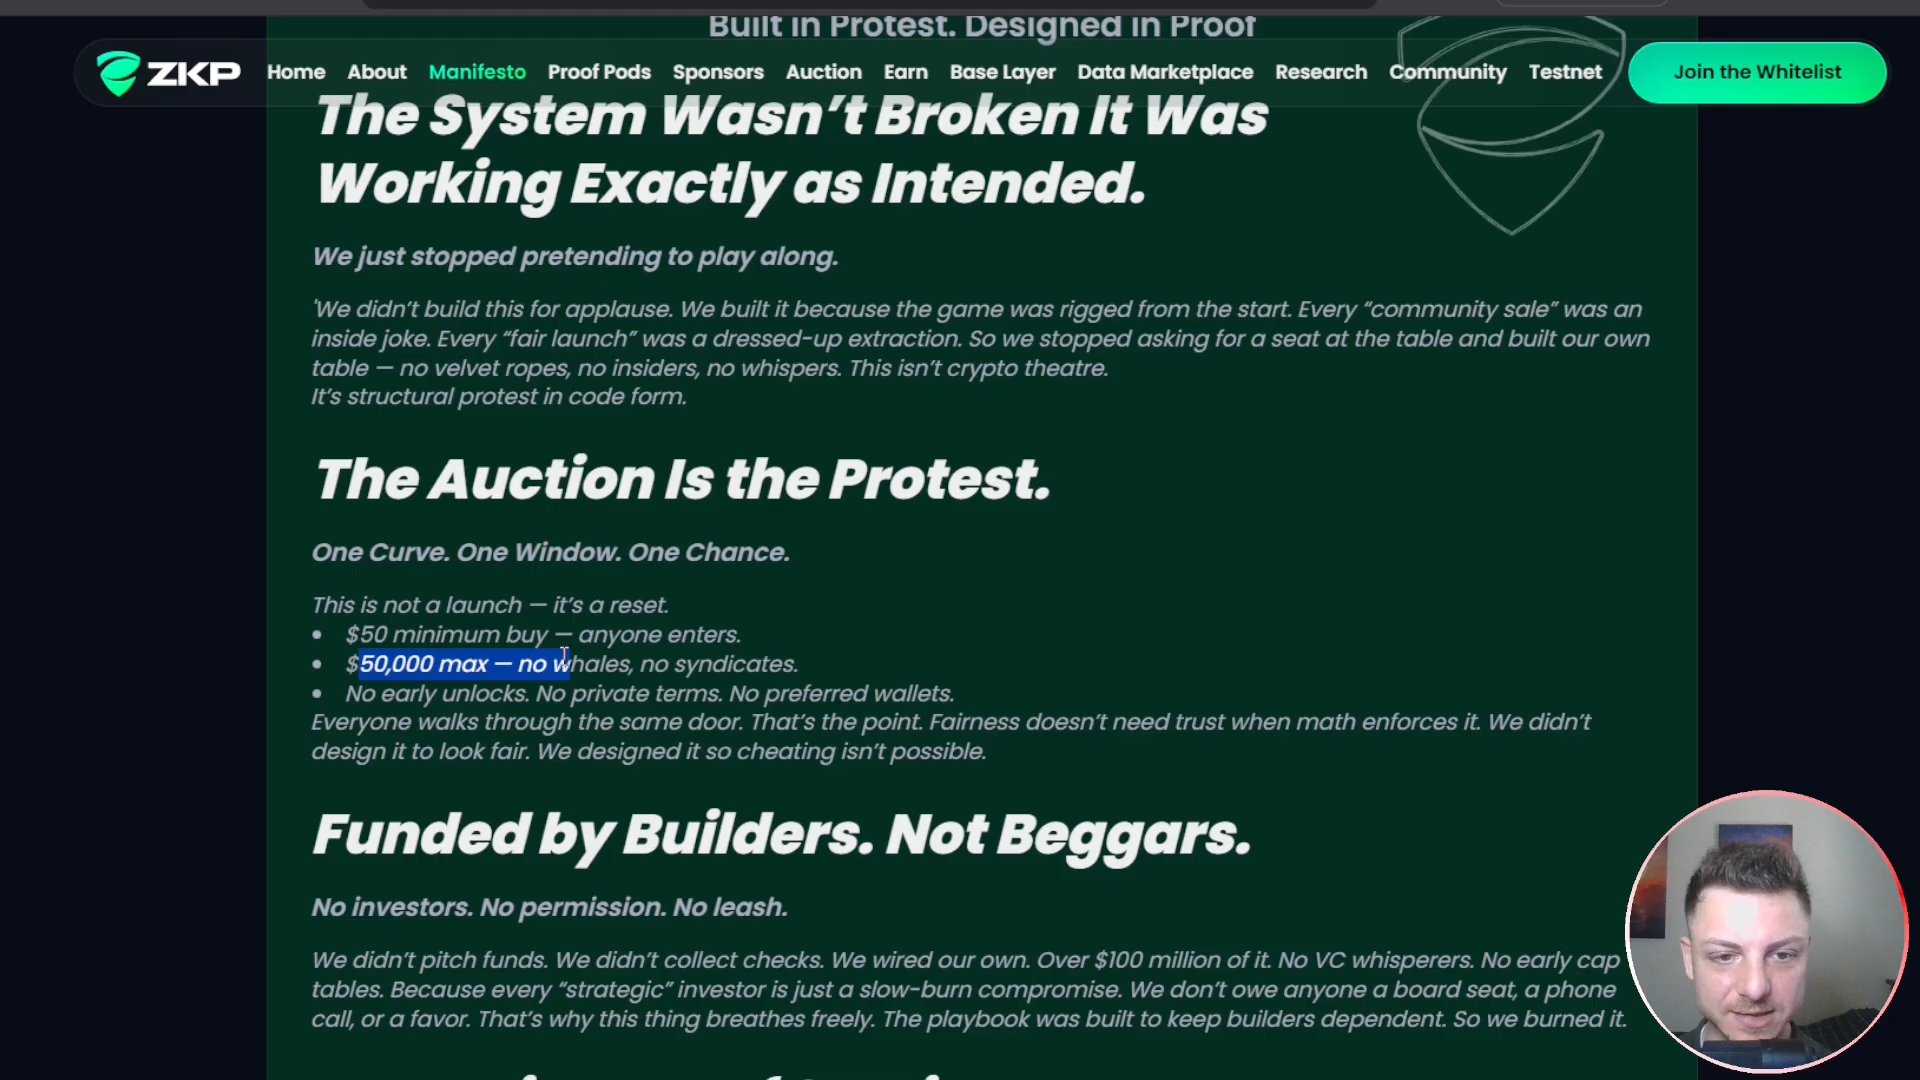 Built in Protest. Designed in Proof
ZKP Home About Manifesto Proof Pods Sponsors Auction Earn Base Layer Data Marketplace Research Community Testnet Join the Whitelist
The System Wasn’t Broken It Was
Working Exactly as Intended.
We just stopped pretending to play along.
'We didn’t build this for applause. We built it because the game was rigged from the start. Every “community sale” was an
inside joke. Every “fair launch” was a dressed-up extraction. So we stopped asking for a seat at the table and built our own
table — no velvet ropes, no insiders, no whispers. This isn’t crypto theatre.
It’s structural protest in code form.
The Auction Is the Protest.
One Curve. One Window. One Chance.
This is not a launch — it’s a reset.
• $50 minimum buy — anyone enters.
• $50,000 max — no whales, no syndicates.
• No early unlocks. No private terms. No preferred wallets.
Everyone walks through the same door. That’s the point. Fairness doesn’t need trust when math enforces it. We didn’t
design it to look fair. We designed it so cheating isn’t possible.
Funded by Builders. Not Beggars.
No investors. No permission. No leash.
We didn’t pitch funds. We didn’t collect checks. We wired our own. Over $100 million of it. No VC whisperers. No early cap
tables. Because every “strategic” investor is just a slow-burn compromise. We don’t owe anyone a board seat, a phone
call, or a favor. That’s why this thing breathes freely. The playbook was built to keep builders dependent. So we burned it.